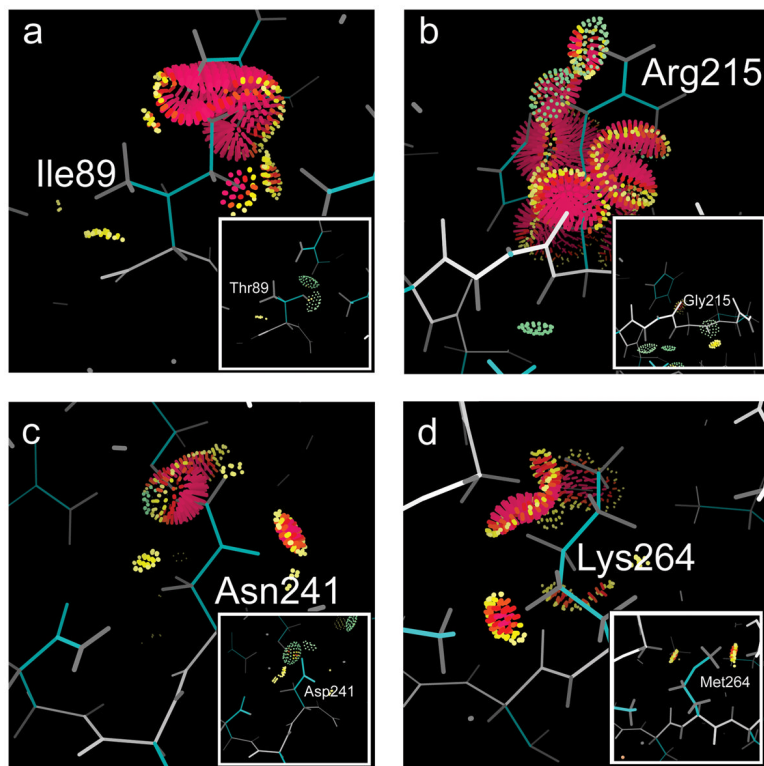 a
Ile89
Thr89
b
Arg215
Gly215
c
Asn241
Asp241
d
Lys264
Met264